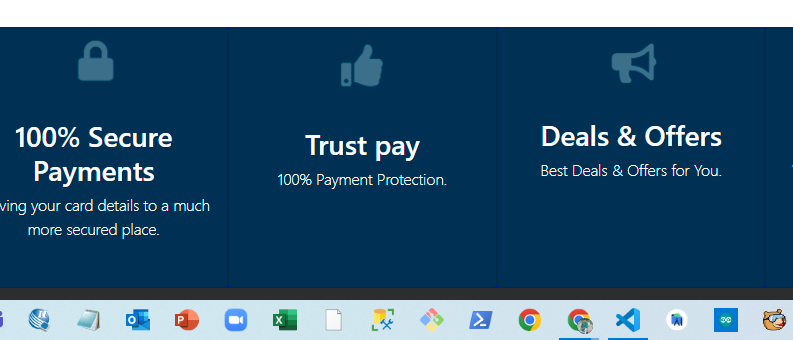 100% Secure
Payments
ving your card details to a much
more secured place.
Trust pay
100% Payment Protection.
Deals & Offers
Best Deals & Offers for You.